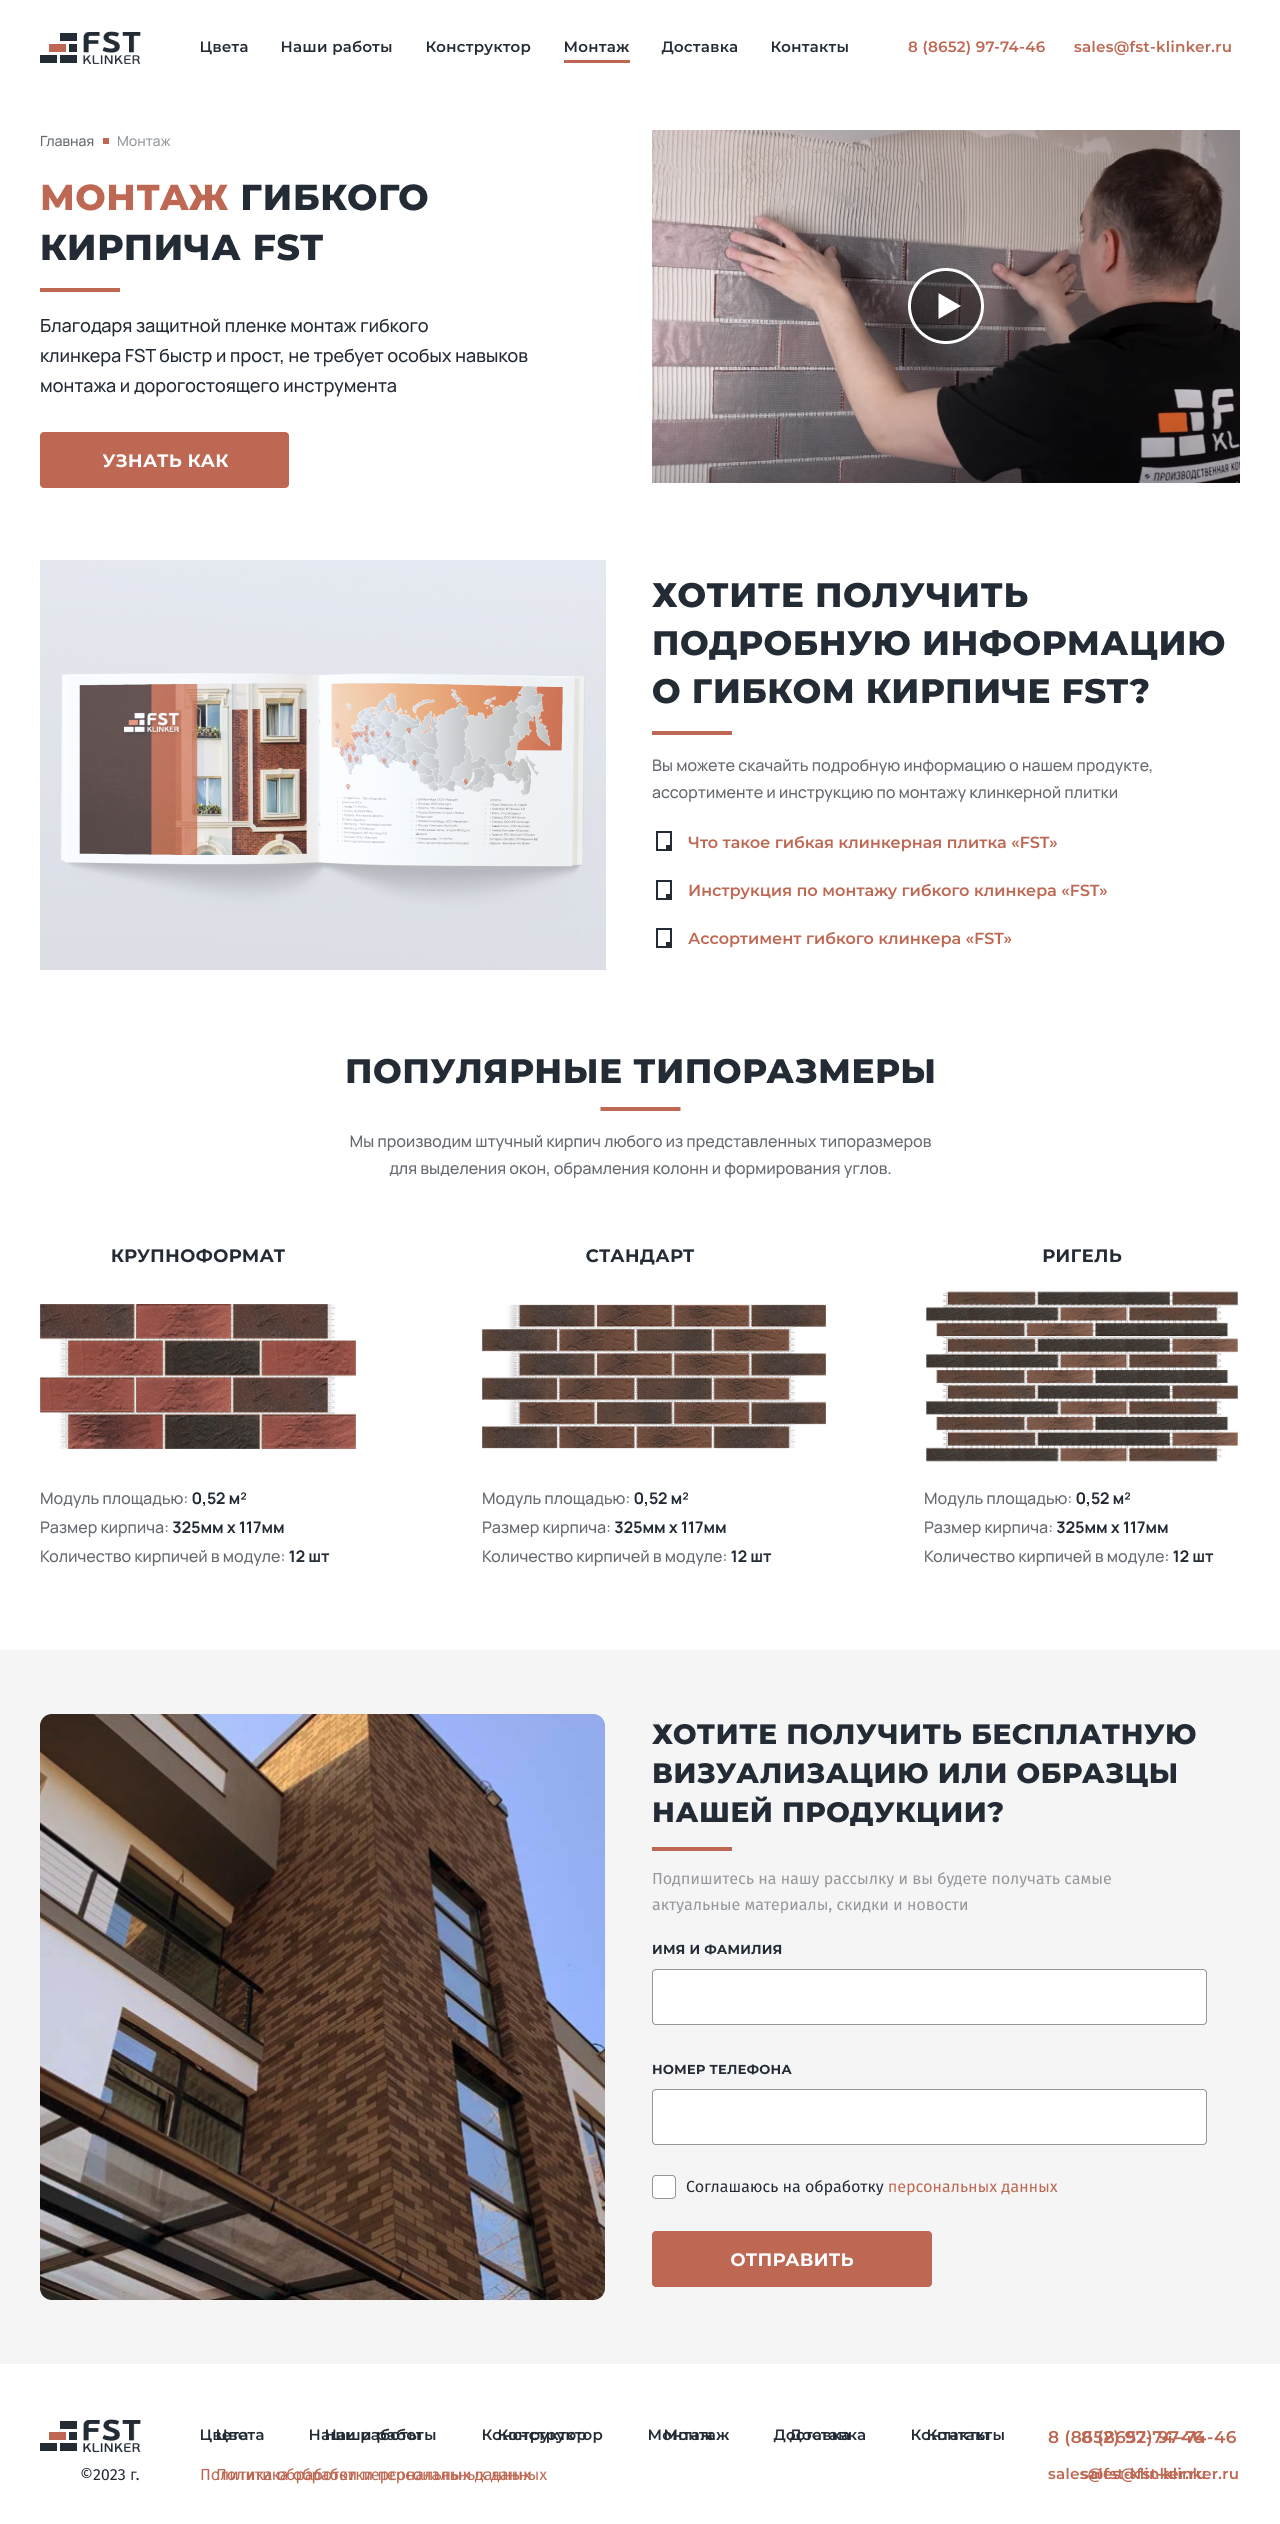 FST
KLINKER
Цвета Наши работы Конструктор Монтаж Доставка Контакты 8 (8652) 97-74-46 sales@fst-klinker.ru
Главная Монтаж
МОНТАЖ ГИБКОГО
КИРПИЧА FST
Благодаря защитной пленке монтаж гибкого
клинкера FST быстр и прост, не требует особых навыков
монтажа и дорогостоящего инструмента
УЗНАТЬ КАК
FST
KLINKER
ХОТИТЕ ПОЛУЧИТЬ
ПОДРОБНУЮ ИНФОРМАЦИЮ
О ГИБКОМ КИРПИЧЕ FST?
Вы можете скачайть подробную информацию о нашем продукте,
ассортименте и инструкцию по монтажу клинкерной плитки
Что такое гибкая клинкерная плитка «FST»
Инструкция по монтажу гибкого клинкера «FST»
Ассортимент гибкого клинкера «FST»
ПОПУЛЯРНЫЕ ТИПОРАЗМЕРЫ
Мы производим штучный кирпич любого из представленных типоразмеров
для выделения окон, обрамления колонн и формирования углов.
КРУПНОФОРМАТ
Модуль площадью: 0,52 м²
Размер кирпича: 325мм х 117мм
Количество кирпичей в модуле: 12 шт
СТАНДАРТ
Модуль площадью: 0,52 м²
Размер кирпича: 325мм х 117мм
Количество кирпичей в модуле: 12 шт
РИГЕЛЬ
Модуль площадью: 0,52 м²
Размер кирпича: 325мм х 117мм
Количество кирпичей в модуле: 12 шт
ХОТИТЕ ПОЛУЧИТЬ БЕСПЛАТНУЮ
ВИЗУАЛИЗАЦИЮ ИЛИ ОБРАЗЦЫ
НАШЕЙ ПРОДУКЦИИ?
Подпишитесь на нашу рассылку и вы будете получать самые
актуальные материалы, скидки и новости
ИМЯ И ФАМИЛИЯ
НОМЕР ТЕЛЕФОНА
Соглашаюсь на обработку персональных данных
ОТПРАВИТЬ
FST
KLINKER
Цвета Наши работы Конструктор Монтаж Доставка Контакты 8 (8652) 97-74-46
©2023 г. Политика обработки персональных данных sales@fst-klinker.ru